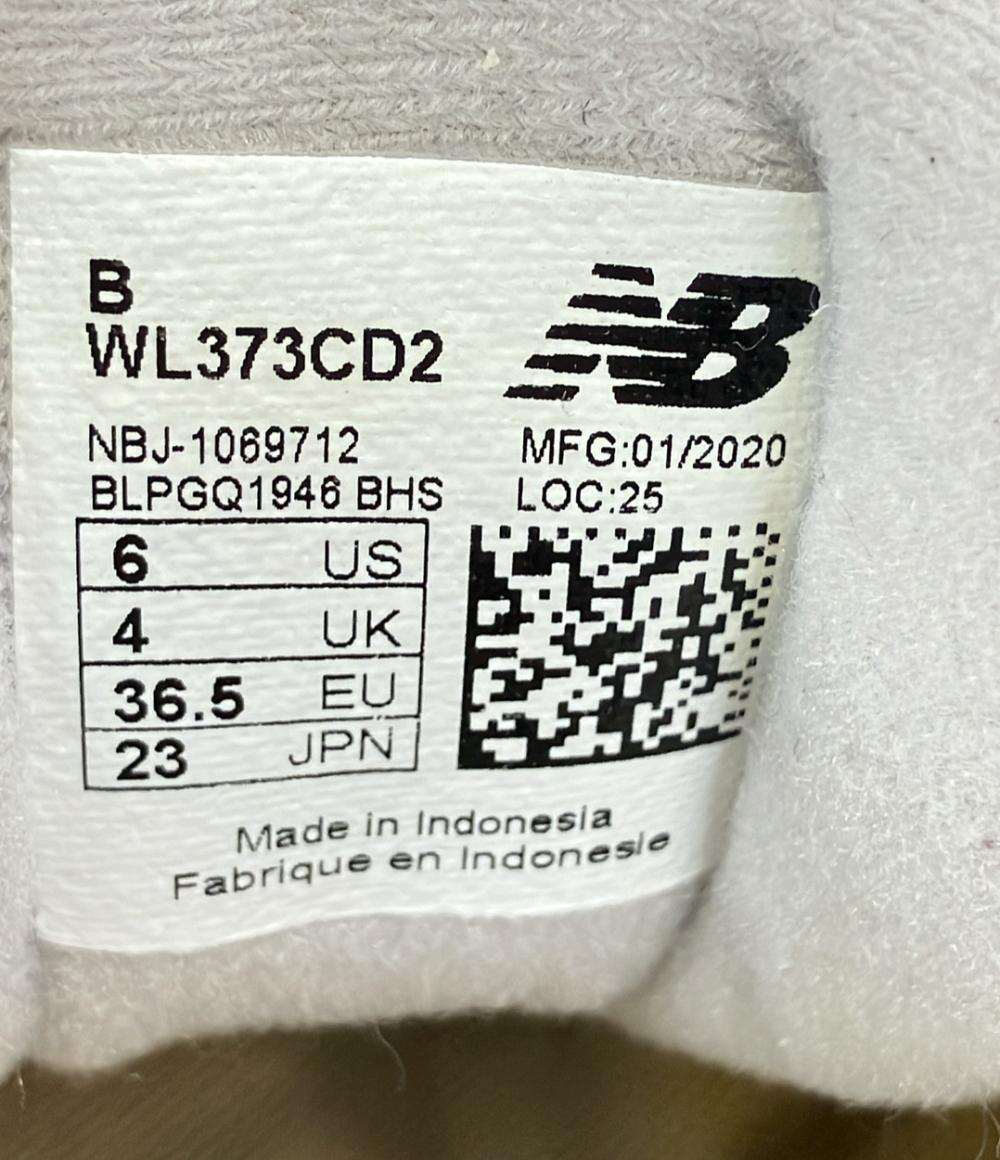 B
WL373CD2
NB
NBJ-1069712
MFG:01/2020
BLPGQ1946 BHS
LOC:25
6 US
4 UK
36.5 EU
23 JPN
Made in Indonesia
Fabrique en Indonesie